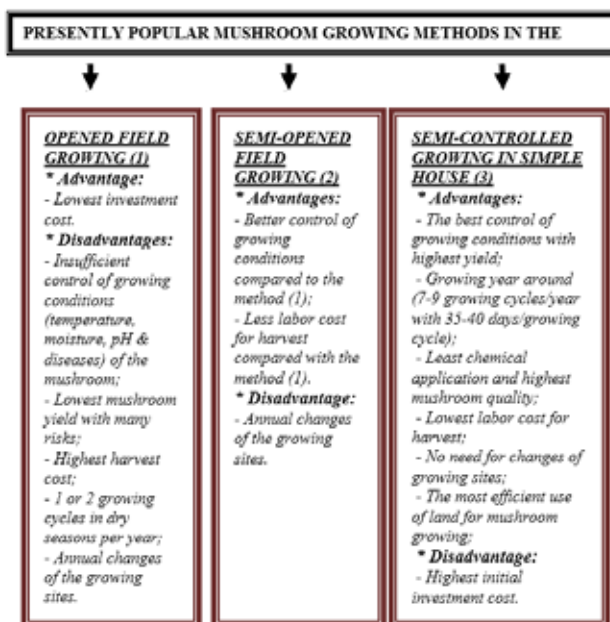 PRESENTLY POPULAR MUSHROOM GROWING METHODS IN THE
OPENED FIELD
GROWING (1)
* Advantage:
- Lowest investment
cost.
* Disadvantages:
- Insufficient
control of growing
conditions
(temperature,
moisture, pH &
diseases) of the
mushroom;
- Lowest mushroom
yield with many
risks;
- Highest harvest
cost;
- 1 or 2 growing
cycles in dry
seasons per year;
- Annual changes
of the growing
sites.
SEMI-OPENED
FIELD
GROWING (2)
* Advantages:
- Better control of
growing
conditions
compared to the
method (1);
- Less labor cost
for harvest
compared with the
method (1).
* Disadvantage:
- Annual changes
of the growing
sites.
SEMI-CONTROLLED
GROWING IN SIMPLE
HOUSE (3)
* Advantages:
- The best control of
growing conditions with
highest yield;
- Growing year around
(7-9 growing cycles/year
with 35-40 days/growing
cycle);
- Least chemical
application and highest
mushroom quality;
- Lowest labor cost for
harvest;
- No need for changes of
growing sites;
- The most efficient use
of land for mushroom
growing;
* Disadvantage:
- Highest initial
investment cost.